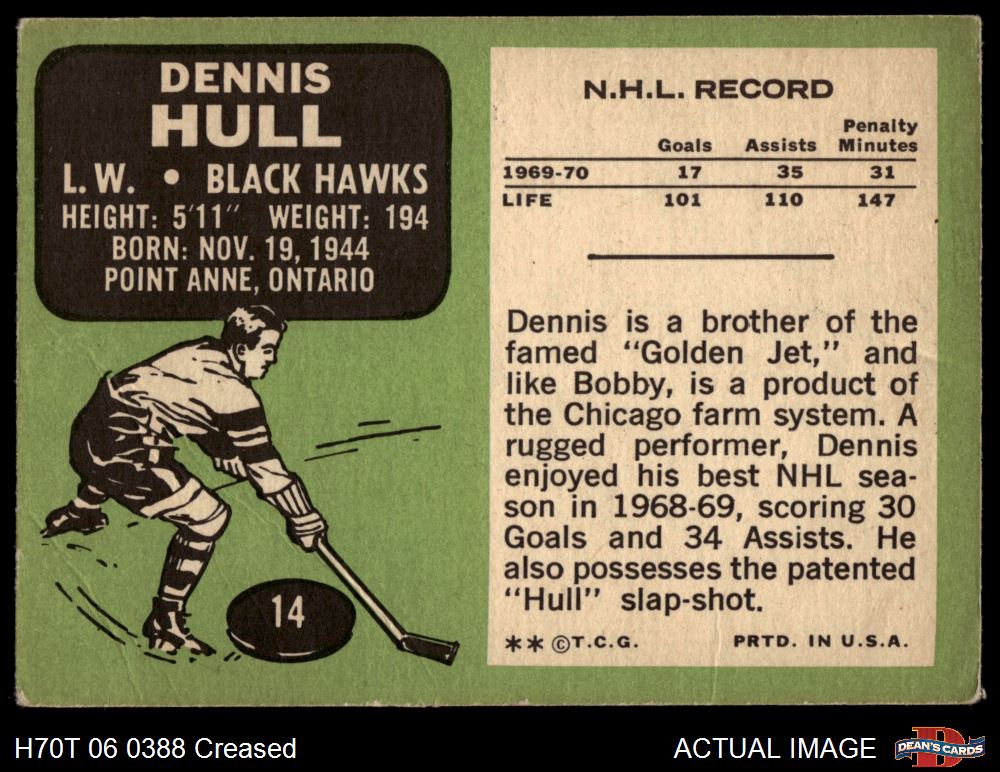 DENNIS
HULL
L.W. • BLACK HAWKS
HEIGHT: 5'11" WEIGHT: 194
BORN: NOV. 19, 1944
POINT ANNE, ONTARIO
14
N.H.L. RECORD
Goals Assists Penalty Minutes
1969-70 17 35 31
LIFE 101 110 147
Dennis is a brother of the
famed "Golden Jet," and
like Bobby, is a product of
the Chicago farm system. A
rugged performer, Dennis
enjoyed his best NHL sea-
son in 1968-69, scoring 30
Goals and 34 Assists. He
also possesses the patented
"Hull" slap-shot.
** ©T.C.G. PRTD. IN U.S.A.
H70T 06 0388 Creased
ACTUAL IMAGE
DEAN'S CARDS